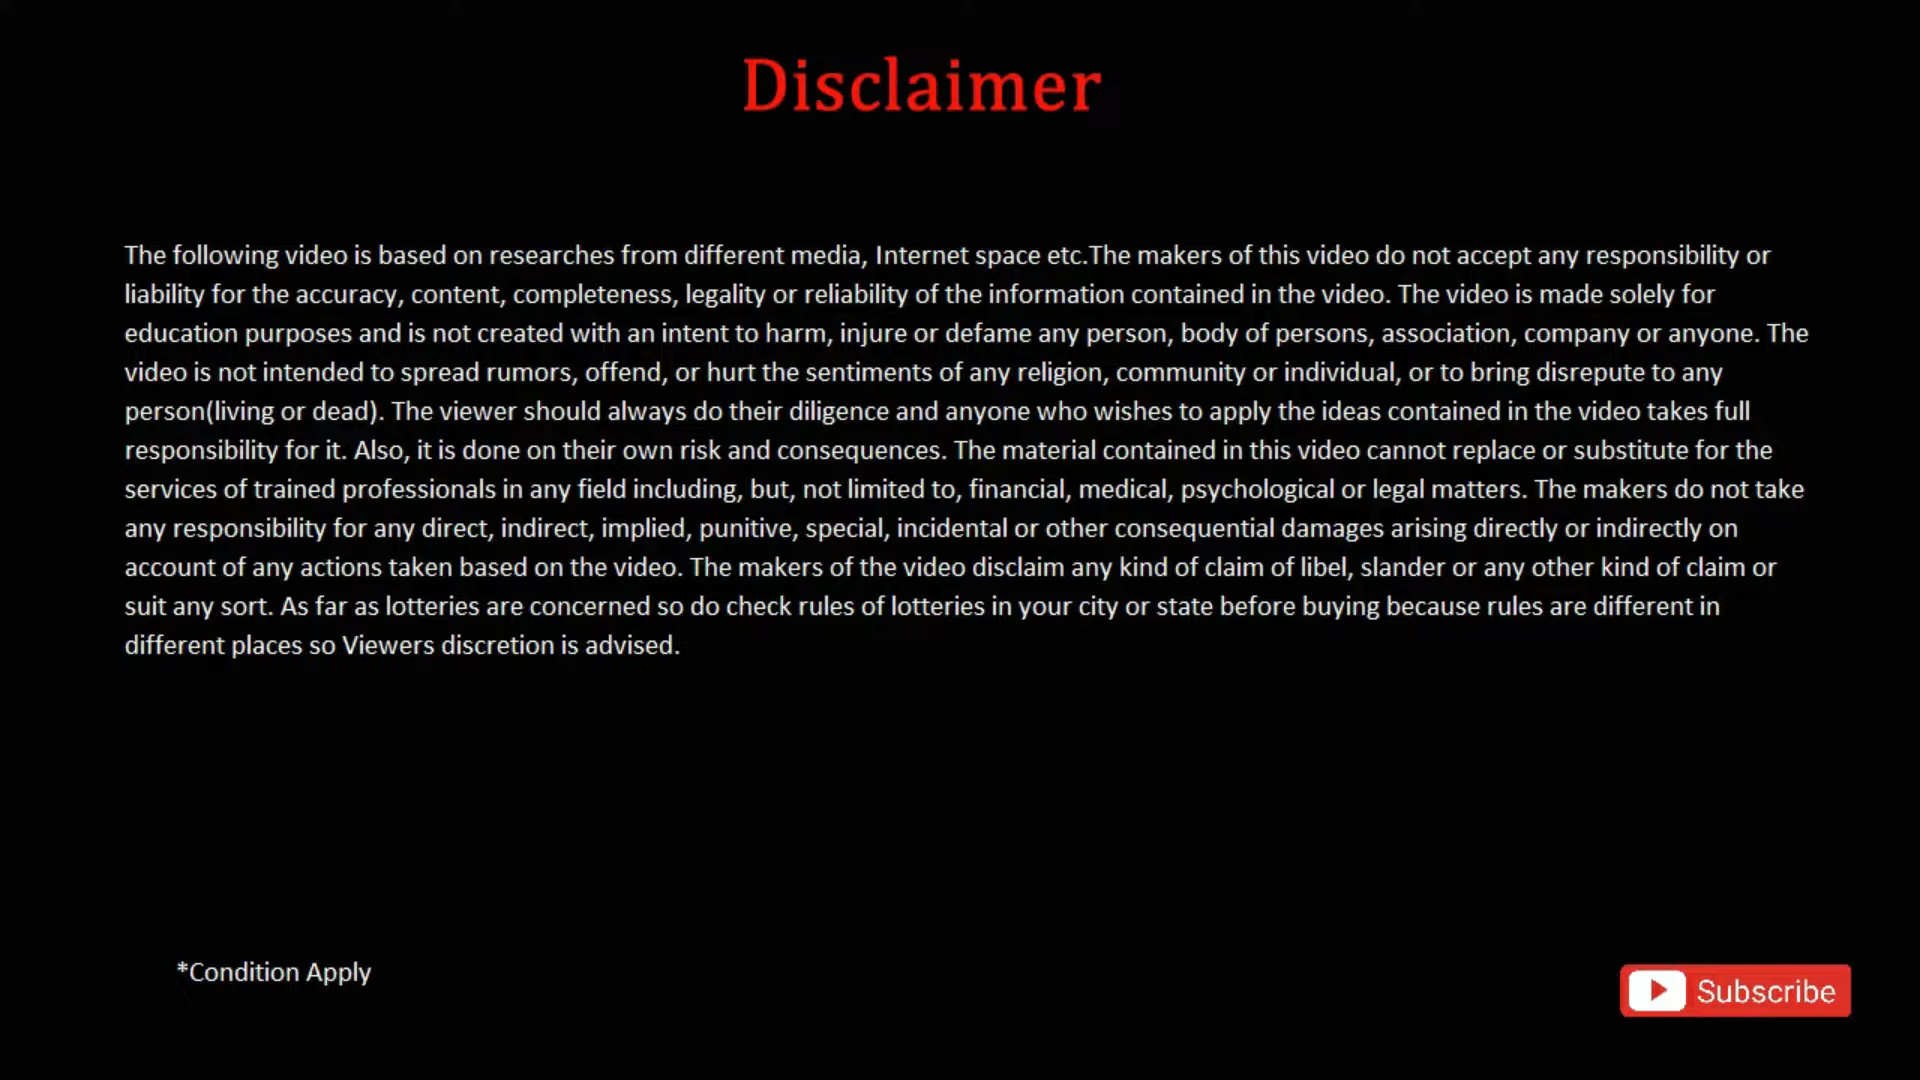 Disclaimer
The following video is based on researches from different media, Internet space etc.The makers of this video do not accept any responsibility or
liability for the accuracy, content, completeness, legality or reliability of the information contained in the video. The video is made solely for
education purposes and is not created with an intent to harm, injure or defame any person, body of persons, association, company or anyone. The
video is not intended to spread rumors, offend, or hurt the sentiments of any religion, community or individual, or to bring disrepute to any
person(living or dead). The viewer should always do their diligence and anyone who wishes to apply the ideas contained in the video takes full
responsibility for it. Also, it is done on their own risk and consequences. The material contained in this video cannot replace or substitute for the
services of trained professionals in any field including, but, not limited to, financial, medical, psychological or legal matters. The makers do not take
any responsibility for any direct, indirect, implied, punitive, special, incidental or other consequential damages arising directly or indirectly on
account of any actions taken based on the video. The makers of the video disclaim any kind of claim of libel, slander or any other kind of claim or
suit any sort. As far as lotteries are concerned so do check rules of lotteries in your city or state before buying because rules are different in
different places so Viewers discretion is advised.
*Condition Apply
Subscribe